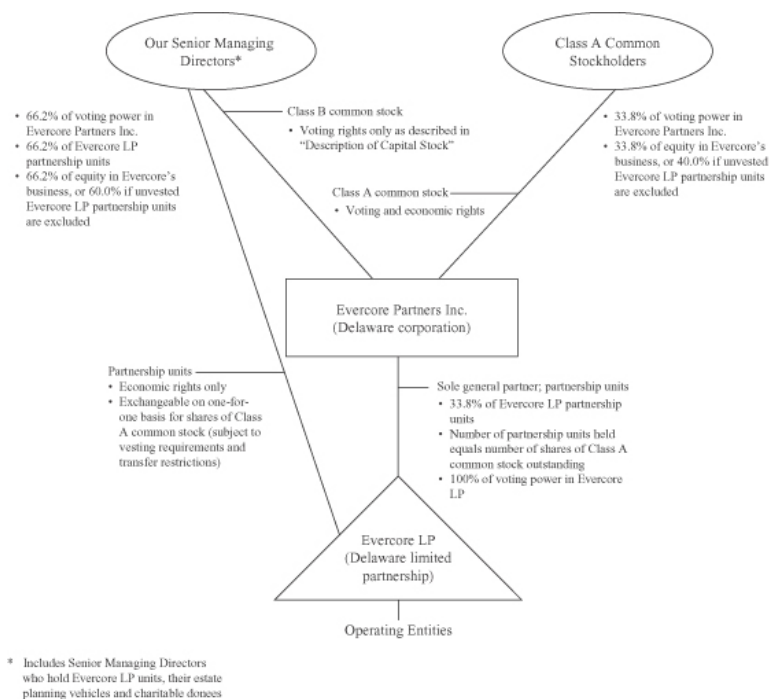 Our Senior Managing
Directors*
Class A Common
Stockholders
• 66.2% of voting power in
Evercore Partners Inc.
• 66.2% of Evercore LP
partnership units
• 66.2% of equity in Evercore's
business, or 60.0% if unvested
Evercore LP partnership units
are excluded
Class B common stock
• Voting rights only as described in
"Description of Capital Stock"
• 33.8% of voting power in
Evercore Partners Inc.
• 33.8% of equity in Evercore's
business, or 40.0% if unvested
Evercore LP partnership units
are excluded
Class A common stock
• Voting and economic rights
Evercore Partners Inc.
(Delaware corporation)
Partnership units
• Economic rights only
• Exchangeable on one-for-
one basis for shares of Class
A common stock (subject to
vesting requirements and
transfer restrictions)
Sole general partner; partnership units
• 33.8% of Evercore LP partnership
units
• Number of partnership units held
equals number of shares of Class A
common stock outstanding
• 100% of voting power in Evercore
LP
Evercore LP
(Delaware limited
partnership)
Operating Entities
* Includes Senior Managing Directors
who hold Evercore LP units, their estate
planning vehicles and charitable donees